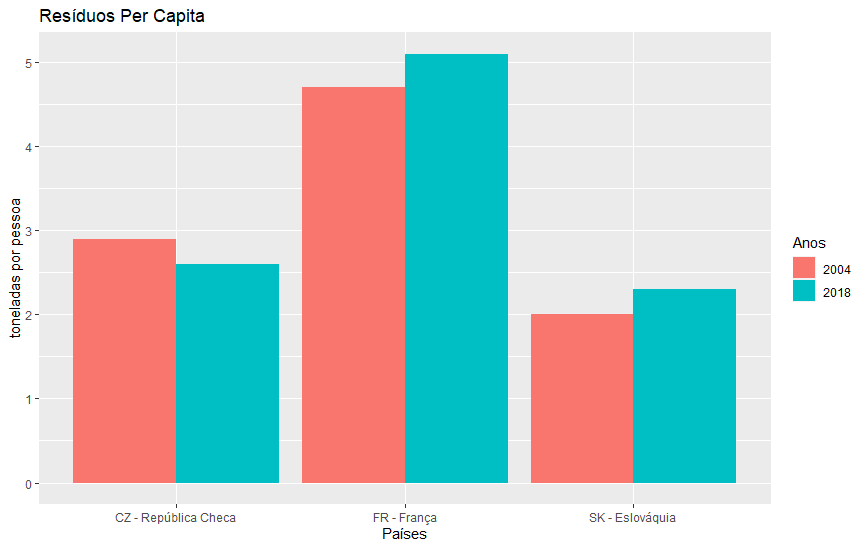 Resíduos Per Capita
toneladas por pessoa
5
4
3
2
1
0
CZ - República Checa
FR - França
SK - Eslováquia
Países
Anos
2004
2018